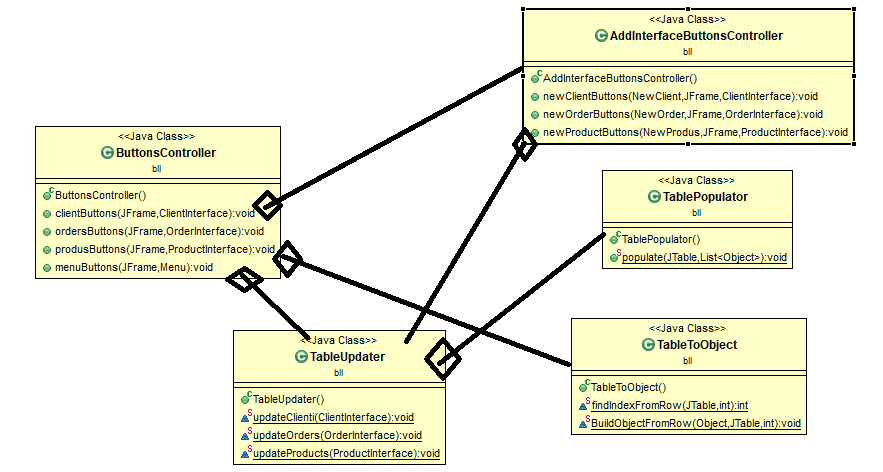 <<Java Class>>
AddInterfaceButtonsController
bll
AddInterfaceButtonsController()
newClientButtons(NewClient,JFrame,ClientInterface):void
newOrderButtons(NewOrder,JFrame,OrderInterface):void
newProductButtons(NewProdus,JFrame,ProductInterface):void
<<Java Class>>
ButtonsController
bll
ButtonsController()
clientButtons(JFrame,ClientInterface):void
ordersButtons(JFrame,OrderInterface):void
produsButtons(JFrame,ProductInterface):void
menuButtons(JFrame,Menu):void
<<Java Class>>
TablePopulator
bll
TablePopulator()
populate(JTable,List<Object>):void
<<Java Class>>
TableUpdater
bll
TableUpdater()
updateClienti(ClientInterface):void
updateOrders(OrderInterface):void
updateProducts(ProductInterface):void
<<Java Class>>
TableToObject
bll
TableToObject()
findIndexFromRow(JTable,int):int
BuildObjectFromRow(Object,JTable,int):void